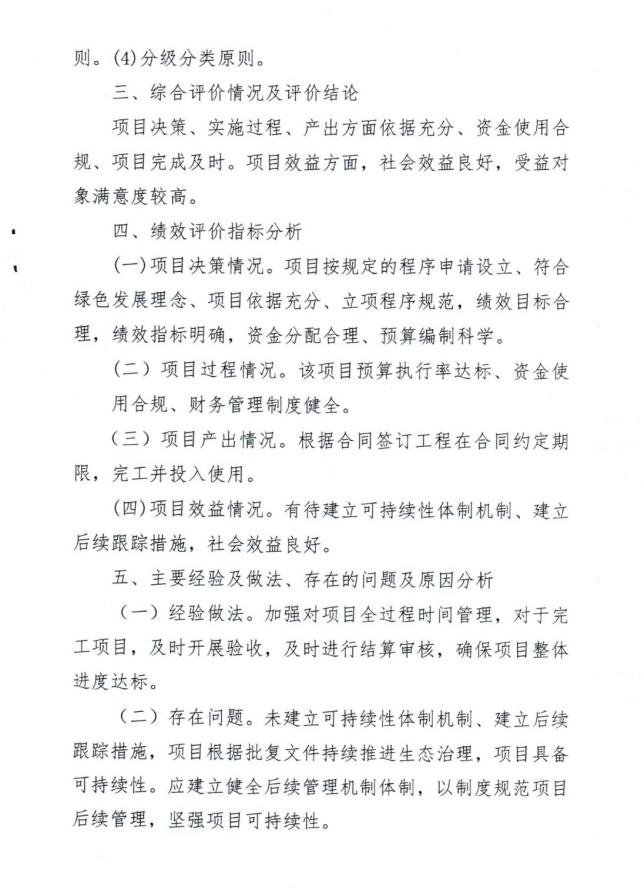 则。(4)分级分类原则。
三、综合评价情况及评价结论
项目决策、实施过程、产出方面依据充分、资金使用合
规、项目完成及时。项目效益方面，社会效益良好，受益对
象满意度较高。
四、绩效评价指标分析
(一)项目决策情况。项目按规定的程序申请设立、符合
绿色发展理念、项目依据充分、立项程序规范，绩效目标合
理，绩效指标明确，资金分配合理、预算编制科学。
(二）项目过程情况。该项目预算执行率达标、资金使
用合规、财务管理制度健全。
（三）项目产出情况。根据合同签订工程在合同约定期
限，完工并投入使用。
(四)项目效益情况。有待建立可持续性体制机制、建立
后续跟踪措施，社会效益良好。
五、主要经验及做法、存在的问题及原因分析
（一）经验做法。加强对项目全过程时间管理，对于完
工项目，及时开展验收，及时进行结算审核，确保项目整体
进度达标。
（二）存在问题。未建立可持续性体制机制、建立后续
跟踪措施，项目根据批复文件持续推进生态治理，项目具备
可持续性。应建立健全后续管理机制体制，以制度规范项目
后续管理，坚强项目可持续性。